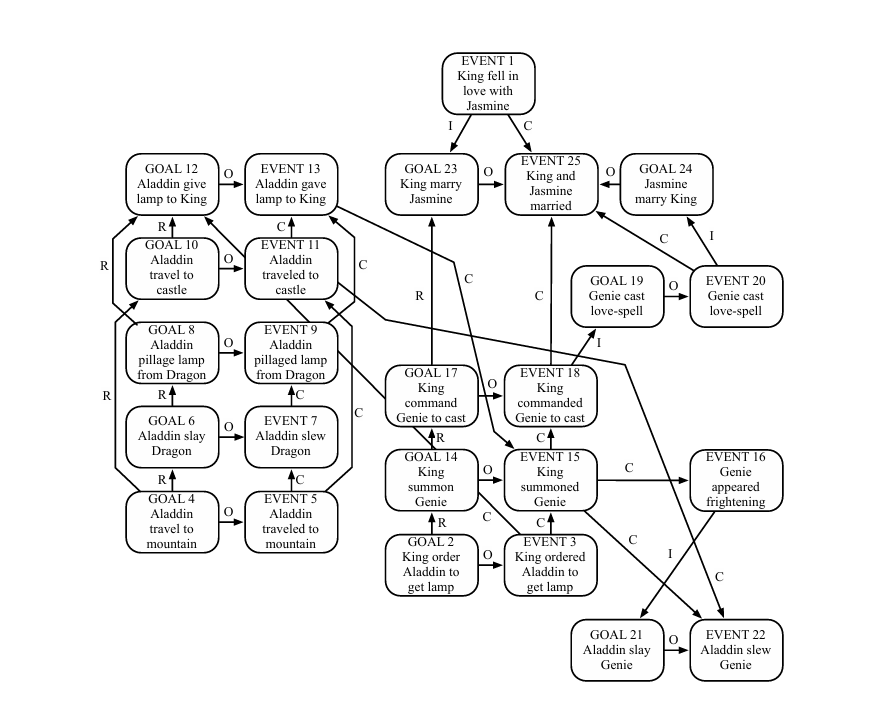 EVENT 1
King fell in
love with
Jasmine
I
C
GOAL 12
Aladdin give
lamp to King
O
EVENT 13
Aladdin gave
lamp to King
GOAL 23
King marry
Jasmine
O
EVENT 25
King and
Jasmine
married
O
GOAL 24
Jasmine
marry King
R
C
C
I
GOAL 10
Aladdin
travel to
castle
O
EVENT 11
Aladdin
traveled to
castle
R
C
C
R
C
GOAL 19
Genie cast
love-spell
O
EVENT 20
Genie cast
love-spell
GOAL 8
Aladdin
pillage lamp
from Dragon
O
EVENT 9
Aladdin
pillaged lamp
from Dragon
I
R
R
C
C
GOAL 17
King
command
Genie to cast
O
EVENT 18
King
commanded
Genie to cast
GOAL 6
Aladdin slay
Dragon
O
EVENT 7
Aladdin slew
Dragon
R
C
R
C
GOAL 14
King
summon
Genie
O
EVENT 15
King
summoned
Genie
C
EVENT 16
Genie
appeared
frightening
GOAL 4
Aladdin
travel to
mountain
O
EVENT 5
Aladdin
traveled to
mountain
R
C
C
C
I
C
GOAL 2
King order
Aladdin to
get lamp
O
EVENT 3
King ordered
Aladdin to
get lamp
GOAL 21
Aladdin slay
Genie
O
EVENT 22
Aladdin slew
Genie